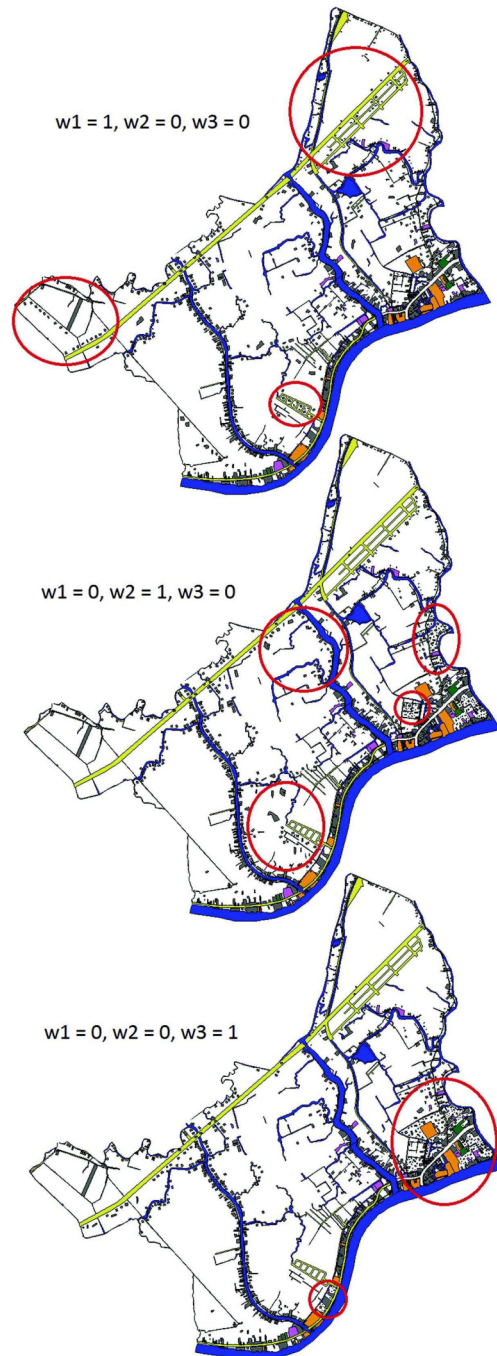 w1 = 1, w2 = 0, w3 = 0
w1 = 0, w2 = 1, w3 = 0
w1 = 0, w2 = 0, w3 = 1